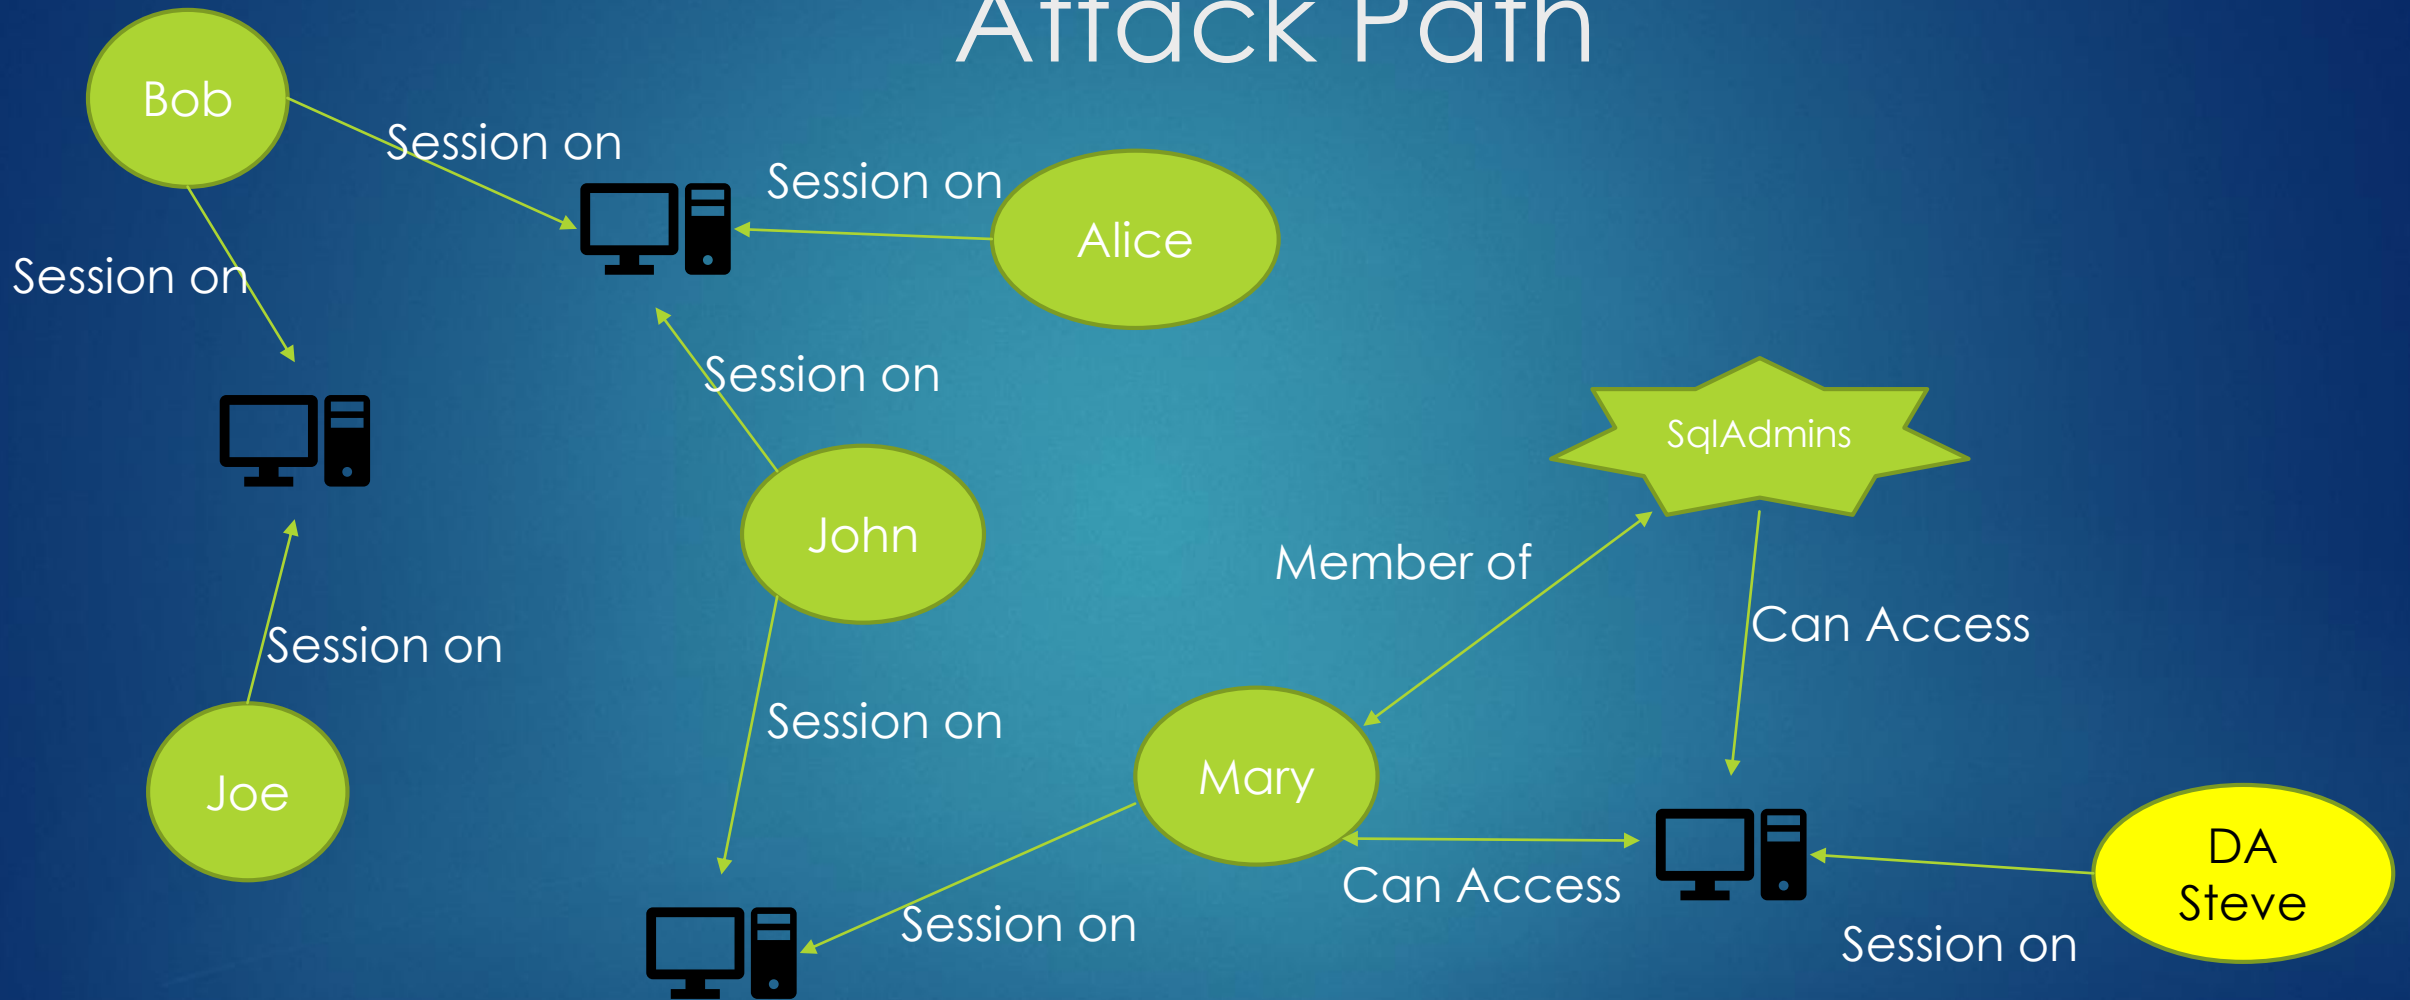 Attack Path
Bob
Session on
Session on
Alice
Session on
Session on
SqlAdmins
John
Member of
Can Access
Session on
Session on
Mary
Joe
DA
Steve
Can Access
Session on
Session on